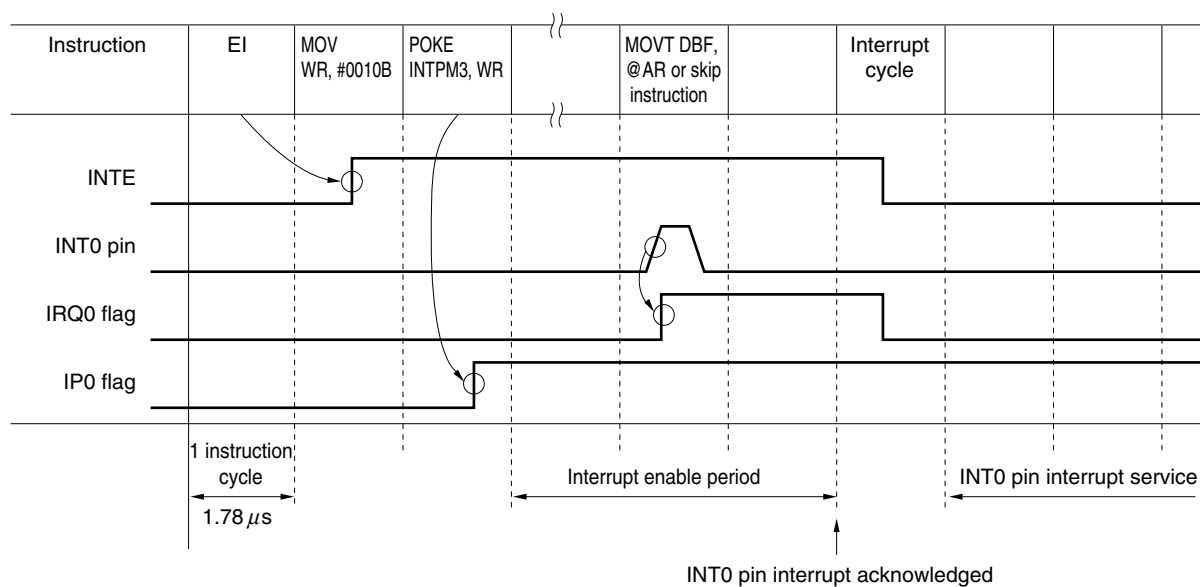 Instruction
EI
MOV
WR, #0010B
POKE
INTPM3, WR
MOVT DBF,
@AR or skip
instruction
Interrupt
cycle
INTE
INT0 pin
IRQ0 flag
IP0 flag
1 instruction
cycle
1.78 μs
Interrupt enable period
INT0 pin interrupt service
INT0 pin interrupt acknowledged